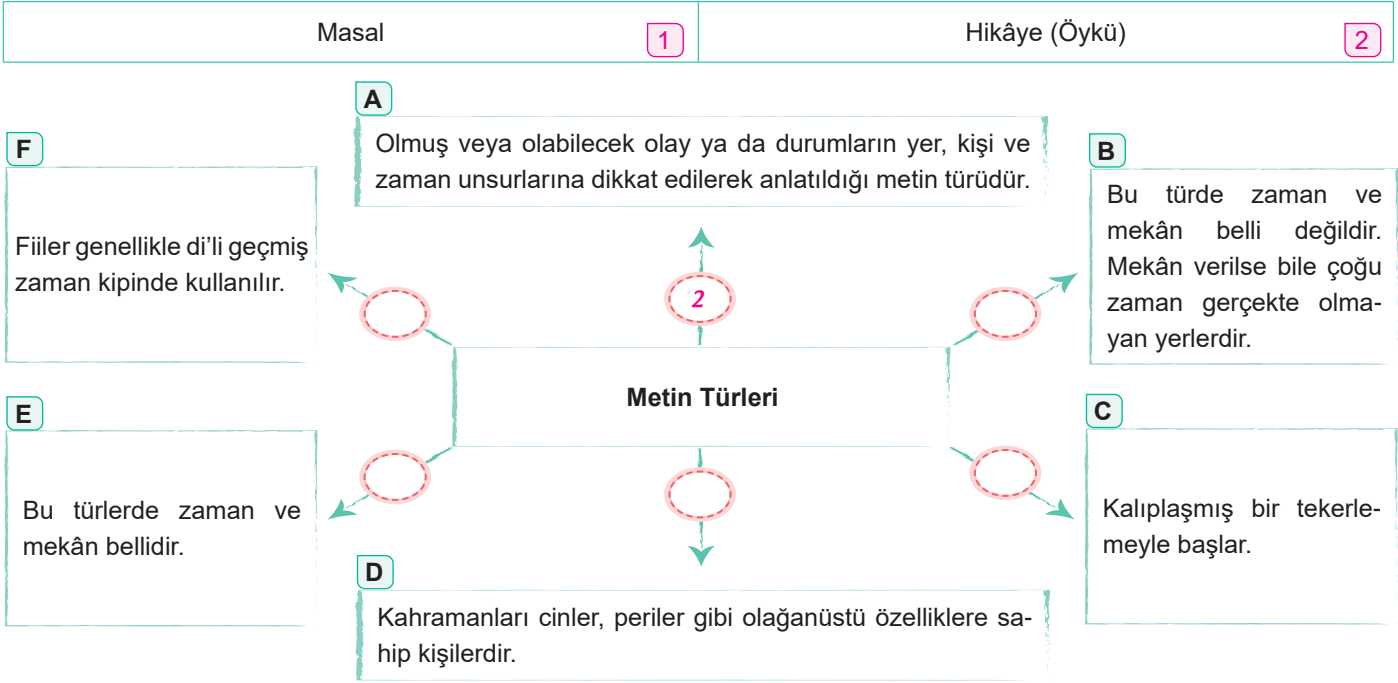 Masal 1 Hikâye (Öykü) 2
A
Olmuş veya olabilecek olay ya da durumların yer, kişi ve
zaman unsurlarına dikkat edilerek anlatıldığı metin türüdür.
F
Fiiler genellikle di’li geçmiş
zaman kipinde kullanılır.
B
Bu türde zaman ve
mekân belli değildir.
Mekân verilse bile çoğu
zaman gerçekte olma-
yan yerlerdir.
2
Metin Türleri
E
Bu türlerde zaman ve
mekân bellidir.
C
Kalıplaşmış bir tekerle-
meyle başlar.
D
Kahramanları cinler, periler gibi olağanüstü özelliklere sa-
hip kişilerdir.